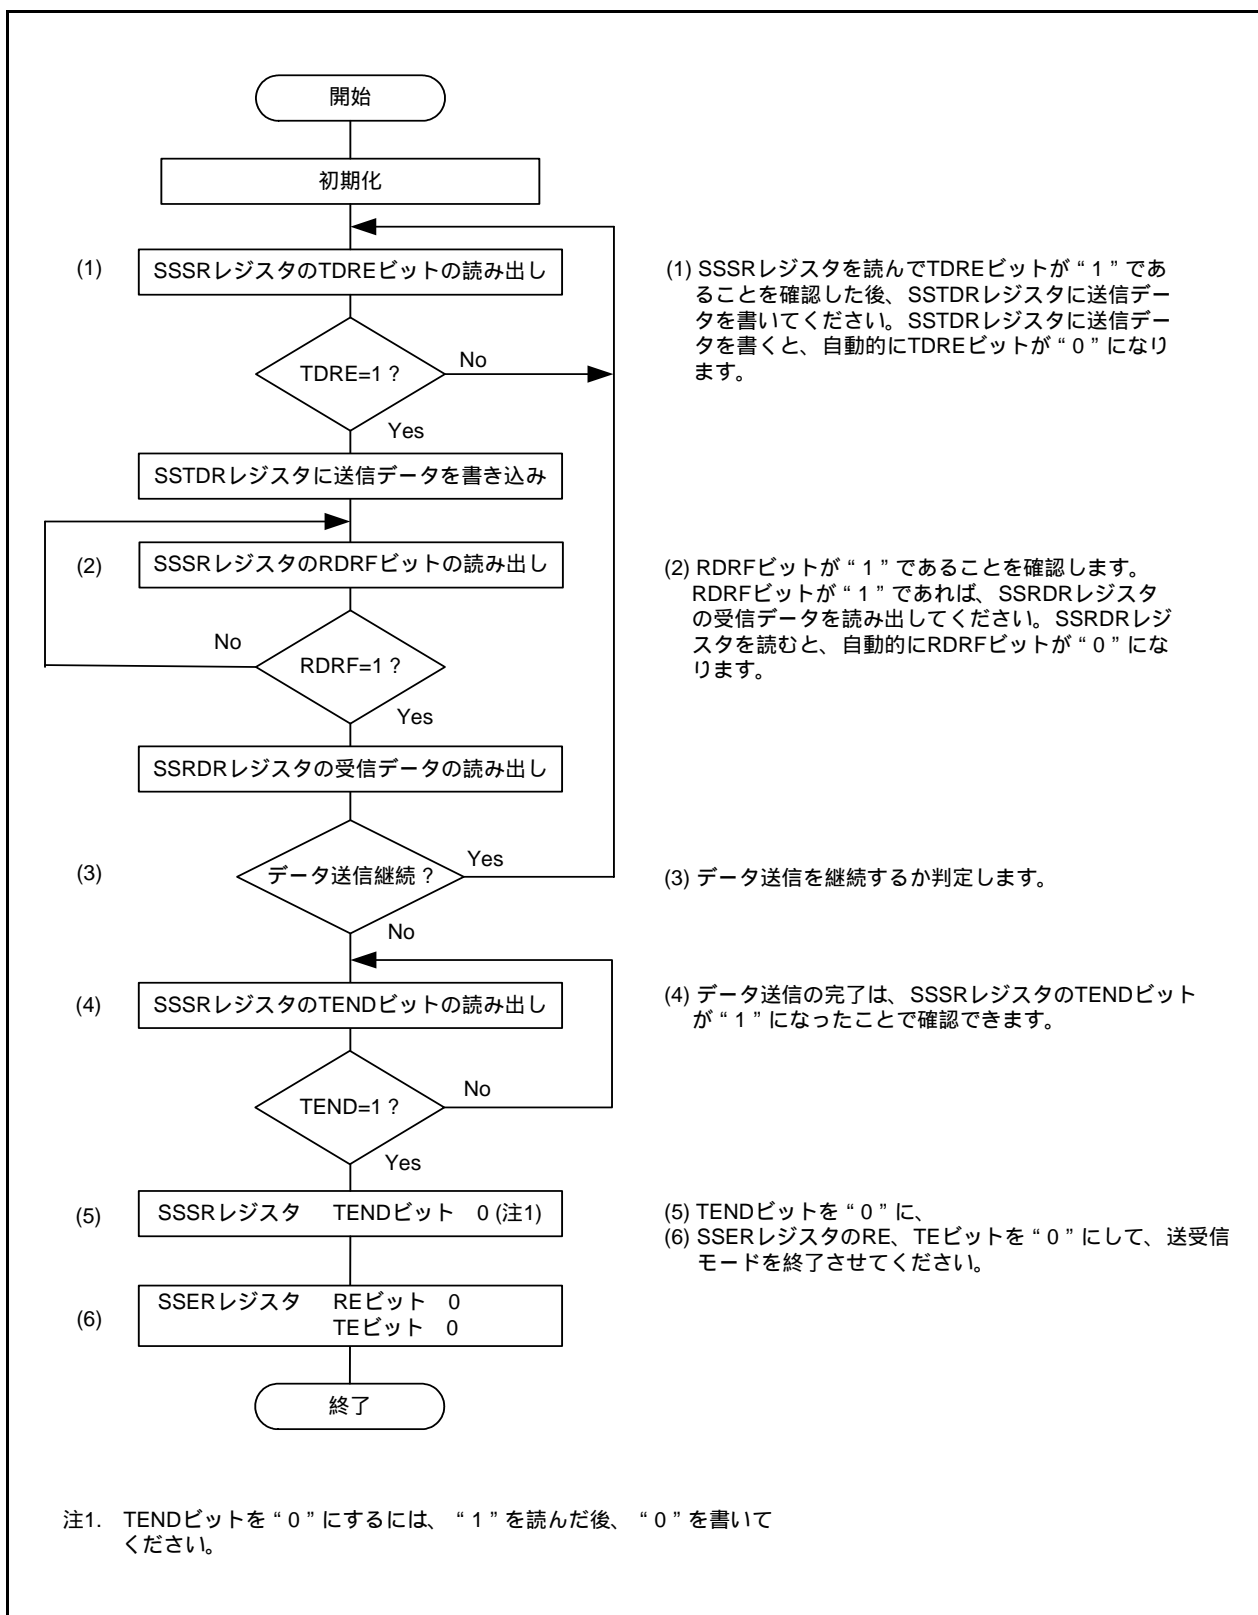 開始
初期化
(1)
SSSRレジスタのTDREビットの読み出し
(1) SSSRレジスタを読んでTDREビットが“1”であ
ることを確認した後、SSTDRレジスタに送信デー
タを書いてください。SSTDRレジスタに送信デー
タを書くと、自動的にTDREビットが“0”になり
ます。
TDRE=1 ?
No
Yes
SSTDRレジスタに送信データを書き込み
(2)
SSSRレジスタのRDRFビットの読み出し
(2) RDRFビットが“1”であることを確認します。
RDRFビットが“1”であれば、SSRDRレジスタ
の受信データを読み出してください。SSRDRレジ
スタを読むと、自動的にRDRFビットが“0”にな
ります。
No
RDRF=1 ?
Yes
SSRDRレジスタの受信データの読み出し
(3)
データ送信継続 ?
Yes
(3) データ送信を継続するか判定します。
No
(4)
SSSRレジスタのTENDビットの読み出し
(4) データ送信の完了は、SSSRレジスタのTENDビット
が“1”になったことで確認できます。
TEND=1 ?
No
Yes
(5)
SSSRレジスタ TENDビット 0 (注1)
(5) TENDビットを“0”に、
(6) SSERレジスタのRE、TEビットを“0”にして、送受信
モードを終了させてください。
(6)
SSERレジスタ REビット 0
TEビット 0
終了
注1. TENDビットを“0”にするには、“1”を読んだ後、“0”を書いて
ください。